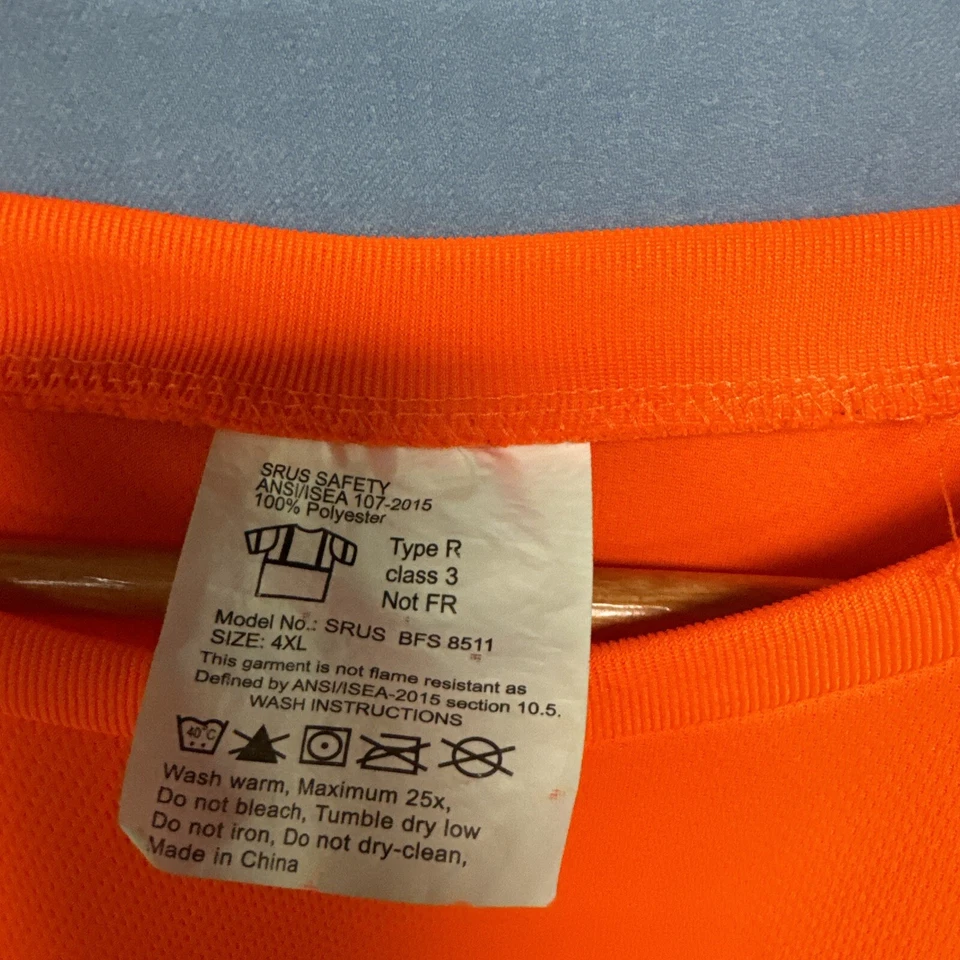 SRUS SAFETY
ANSI/ISEA 107-2015
100% Polyester
Type R
class 3
Not FR
Model No.: SRUS BFS 8511
SIZE: 4XL
This garment is not flame resistant as
Defined by ANSI/ISEA-2015 section 10.5.
WASH INSTRUCTIONS
40°C
Wash warm, Maximum 25x,
Do not bleach, Tumble dry low
Do not iron, Do not dry-clean,
Made in China